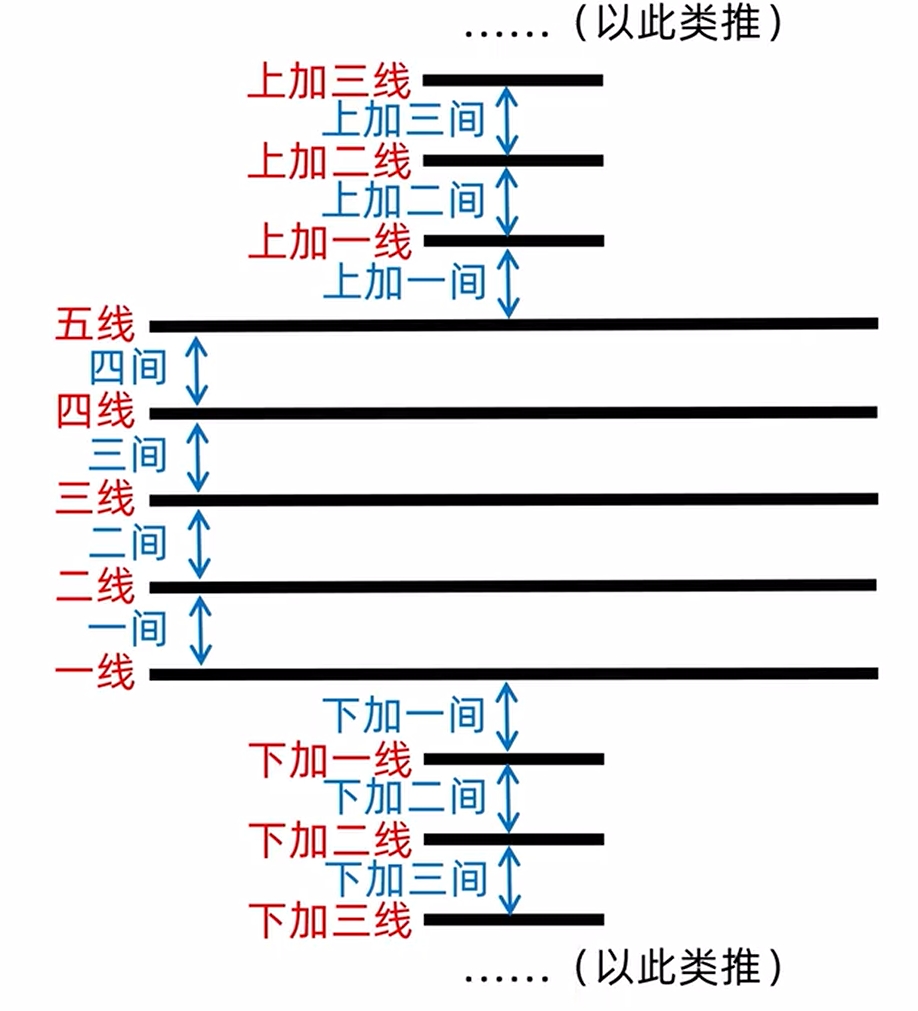 ……（以此类推）
上加三线
上加三间
上加二线
上加二间
上加一线
上加一间
五线
四间
四线
三间
三线
二间
二线
一间
一线
下加一间
下加一线
下加二间
下加二线
下加三间
下加三线
……（以此类推）